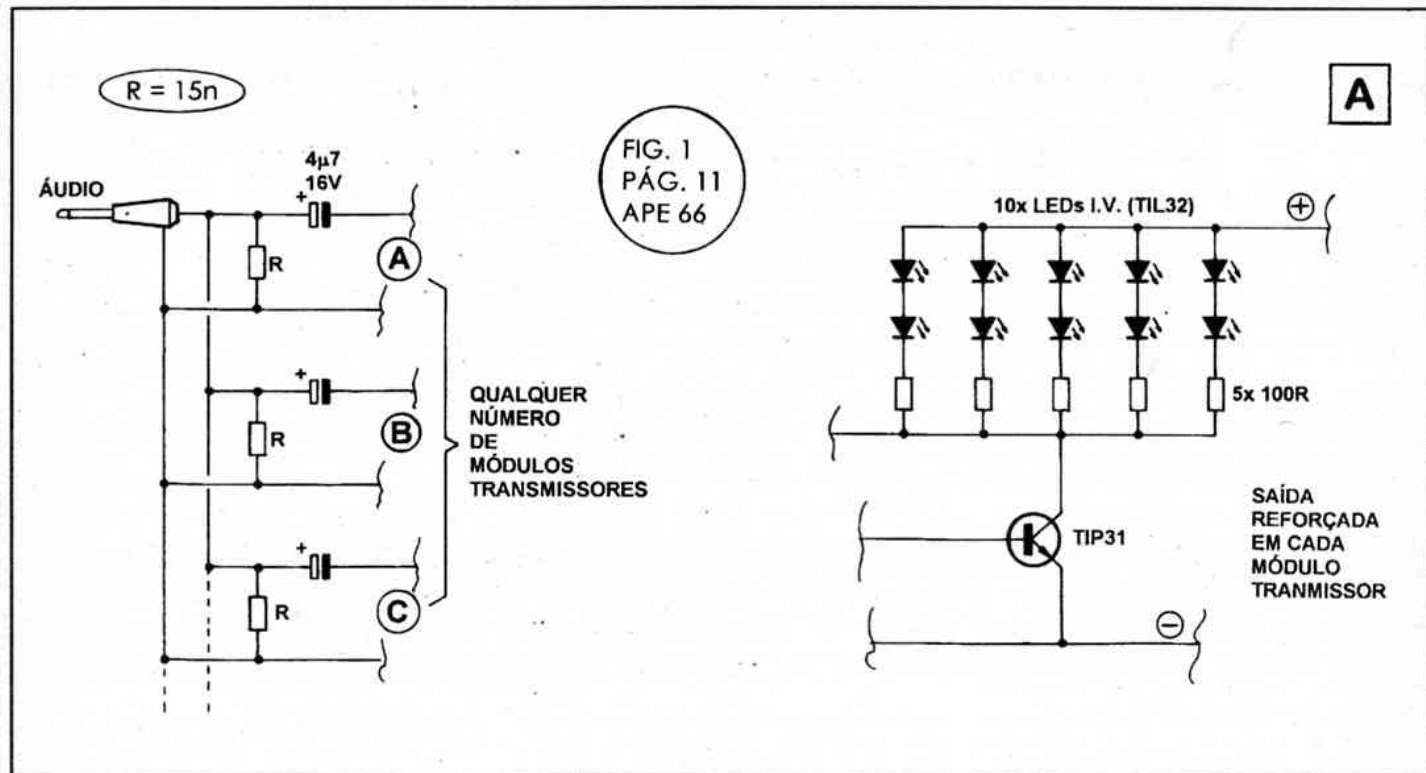 R = 15n
A
FIG. 1
PÁG. 11
APE 66
4µ7
16V
+
ÁUDIO
R
A
10x LEDs I.V. (TIL32)
+
5x 100R
+
R
B
QUALQUER
NÚMERO
DE
MÓDULOS
TRANSMISSORES
TIP31
SAÍDA
REFORÇADA
EM CADA
MÓDULO
TRANMISSOR
+
R
C
−